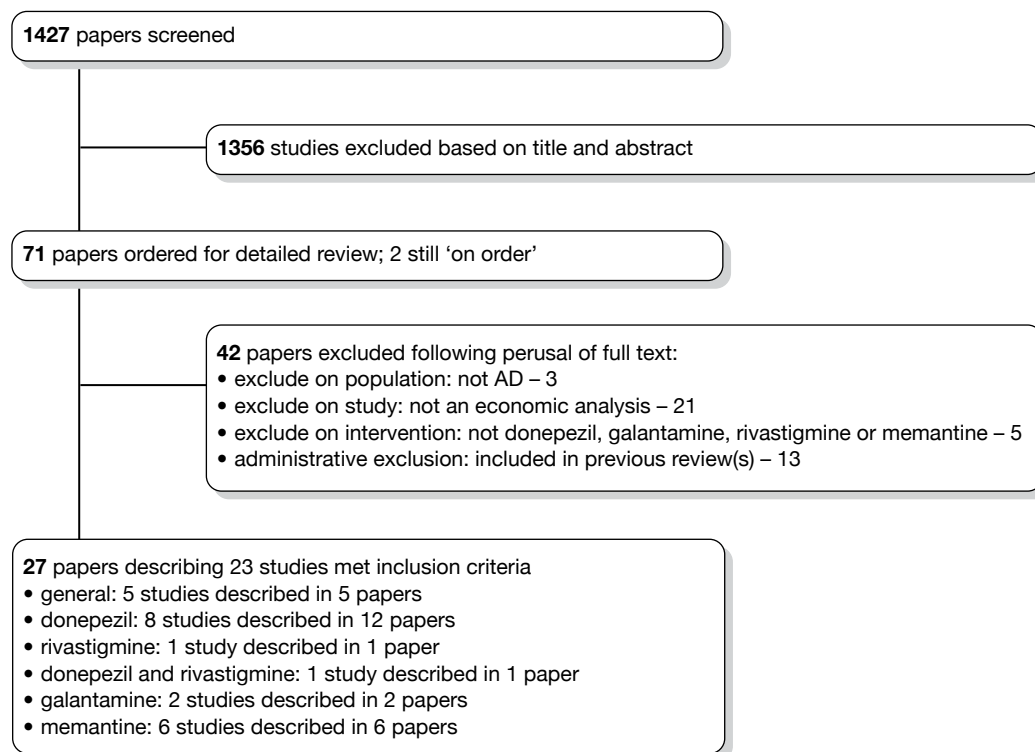 1427 papers screened
1356 studies excluded based on title and abstract
71 papers ordered for detailed review; 2 still ‘on order’
42 papers excluded following perusal of full text:
• exclude on population: not AD – 3
• exclude on study: not an economic analysis – 21
• exclude on intervention: not donepezil, galantamine, rivastigmine or memantine – 5
• administrative exclusion: included in previous review(s) – 13
27 papers describing 23 studies met inclusion criteria
• general: 5 studies described in 5 papers
• donepezil: 8 studies described in 12 papers
• rivastigmine: 1 study described in 1 paper
• donepezil and rivastigmine: 1 study described in 1 paper
• galantamine: 2 studies described in 2 papers
• memantine: 6 studies described in 6 papers